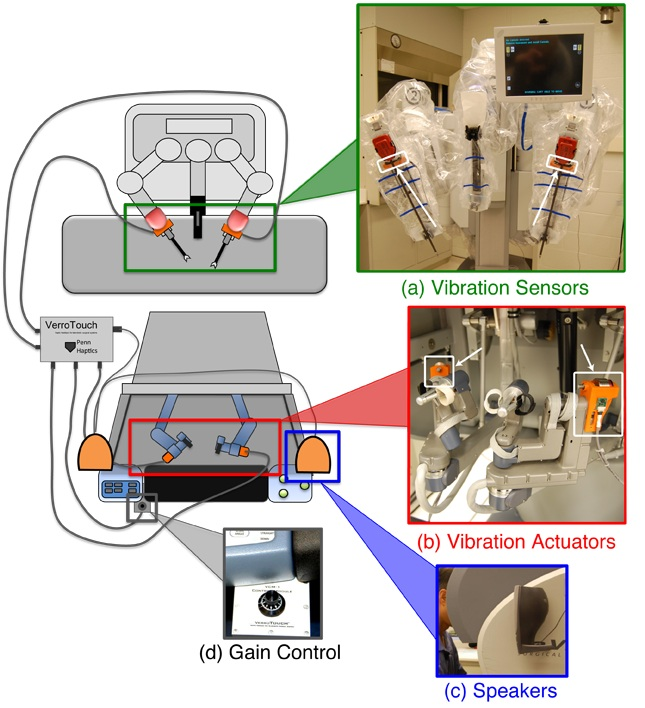 (a) Vibration Sensors
VerroTouch
Penn
Haptics
(b) Vibration Actuators
(d) Gain Control
(c) Speakers